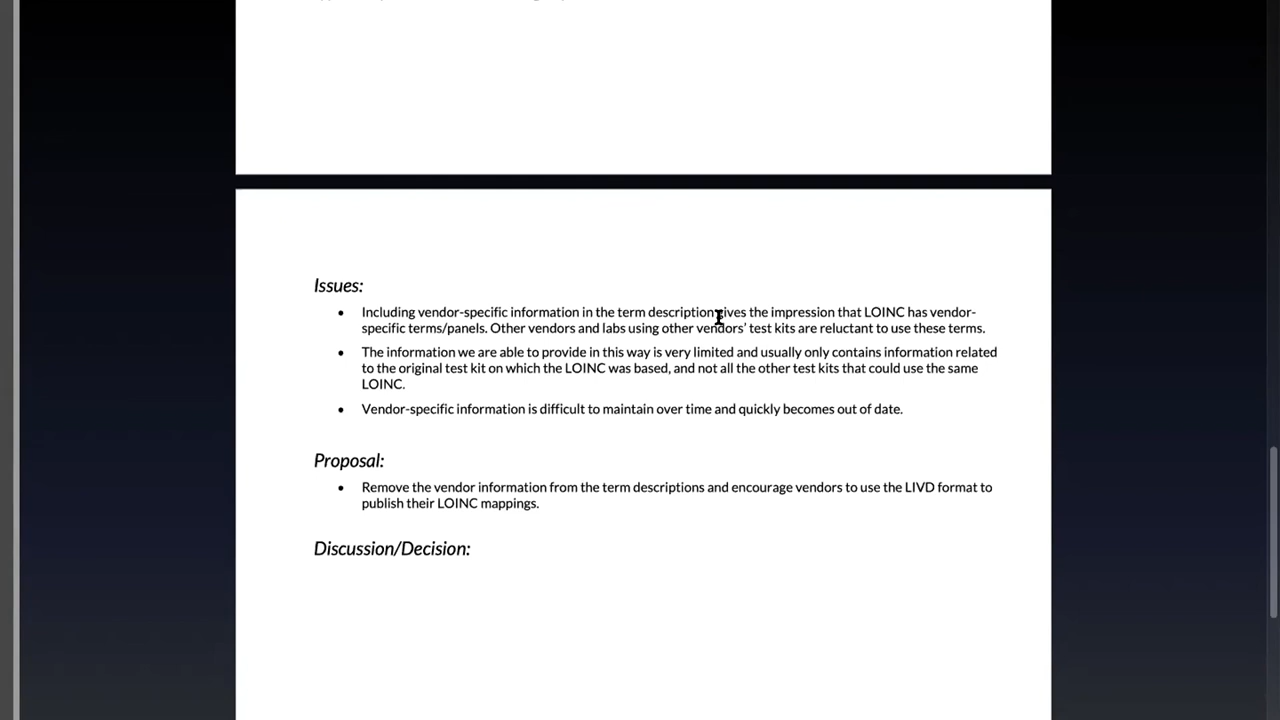 Issues:
• Including vendor-specific information in the term description gives the impression that LOINC has vendor-
specific terms/panels. Other vendors and labs using other vendors' test kits are reluctant to use these terms.
• The information we are able to provide in this way is very limited and usually only contains information related
to the original test kit on which the LOINC was based, and not all the other test kits that could use the same
LOINC.
• Vendor-specific information is difficult to maintain over time and quickly becomes out of date.
Proposal:
• Remove the vendor information from the term descriptions and encourage vendors to use the LIVD format to
publish their LOINC mappings.
Discussion/Decision: